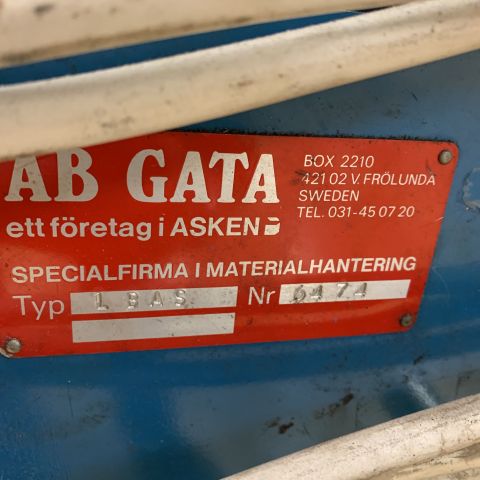 AB GATA
BOX 2210
421 02 V. FRÖLUNDA
SWEDEN
TEL. 031-45 07 20
ett företag i ASKEN
SPECIALFIRMA I MATERIALHANTERING
Typ LBAS Nr 6474